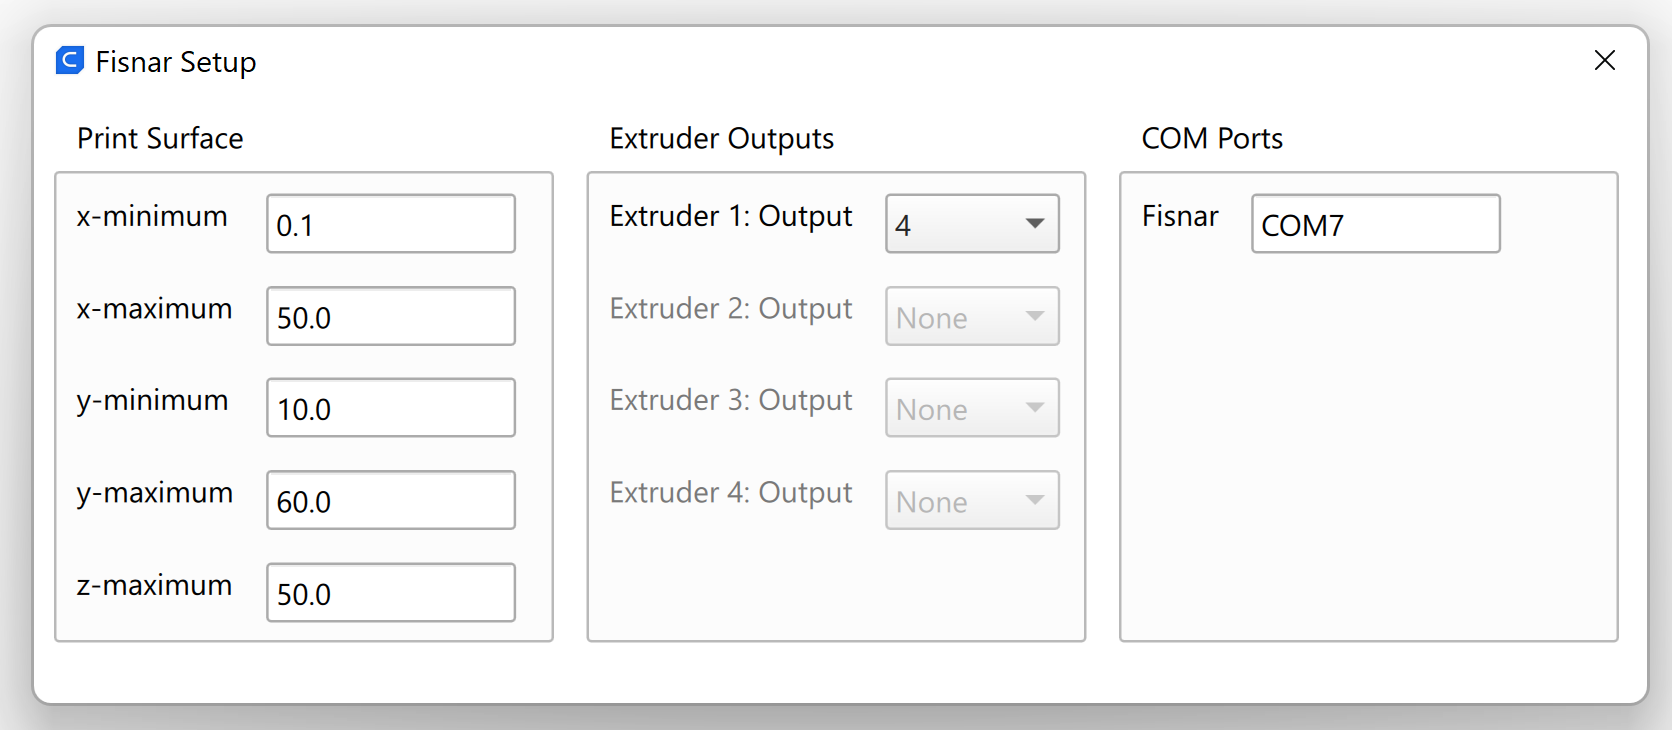 Fisnar Setup
Print Surface
x-minimum 0.1
x-maximum 50.0
y-minimum 10.0
y-maximum 60.0
z-maximum 50.0
Extruder Outputs
Extruder 1: Output 4
Extruder 2: Output None
Extruder 3: Output None
Extruder 4: Output None
COM Ports
Fisnar COM7